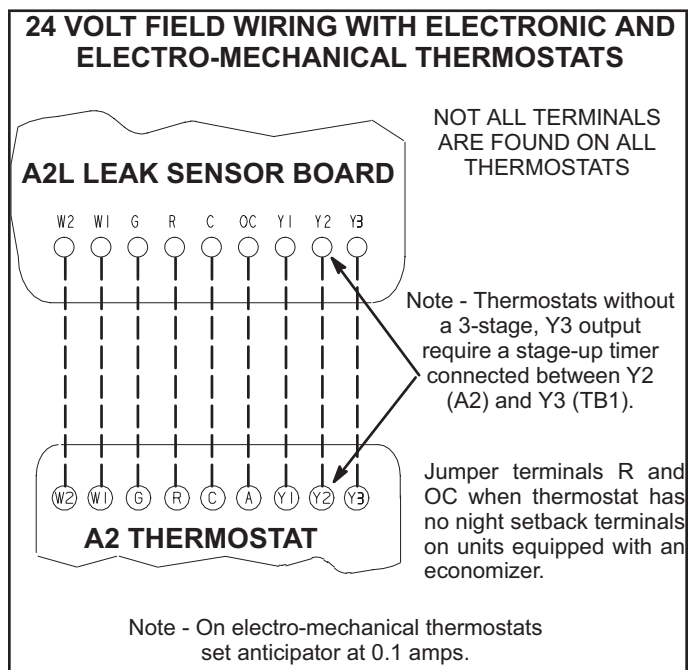 24 VOLT FIELD WIRING WITH ELECTRONIC AND
ELECTRO-MECHANICAL THERMOSTATS
NOT ALL TERMINALS
ARE FOUND ON ALL
THERMOSTATS
A2L LEAK SENSOR BOARD
W2 W1 G R C OC Y1 Y2 Y3
Note - Thermostats without
a 3-stage, Y3 output
require a stage-up timer
connected between Y2
(A2) and Y3 (TB1).
W2 W1 G R C A Y1 Y2 Y3
A2 THERMOSTAT
Jumper terminals R and
OC when thermostat has
no night setback terminals
on units equipped with an
economizer.
Note - On electro-mechanical thermostats
set anticipator at 0.1 amps.